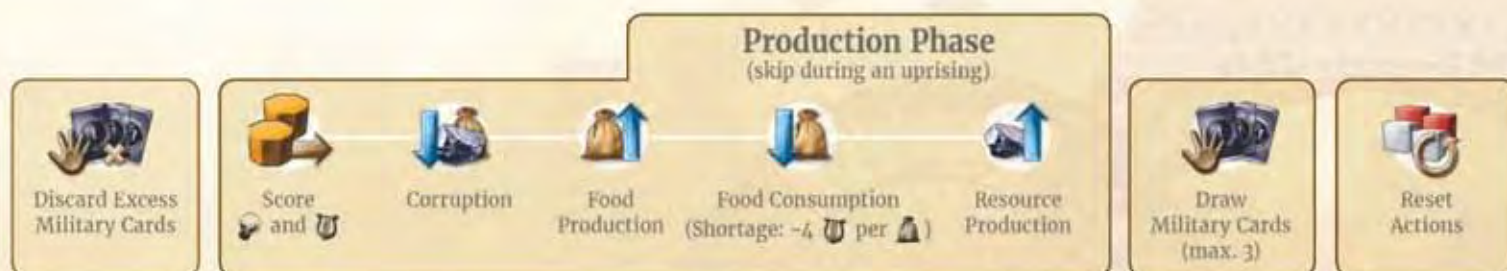 Production Phase
(skip during an uprising)
Discard Excess
Military Cards
Score
and
Corruption
Food
Production
Food Consumption
(Shortage: -4 per )
Resource
Production
Draw
Military Cards
(max. 3)
Reset
Actions